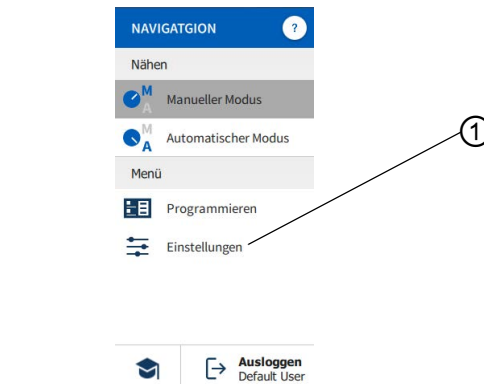 NAVIGATGION ?
Nähen
M
A
Manueller Modus
M
A
Automatischer Modus
Menü
Programmieren
Einstellungen
1
Ausloggen
Default User